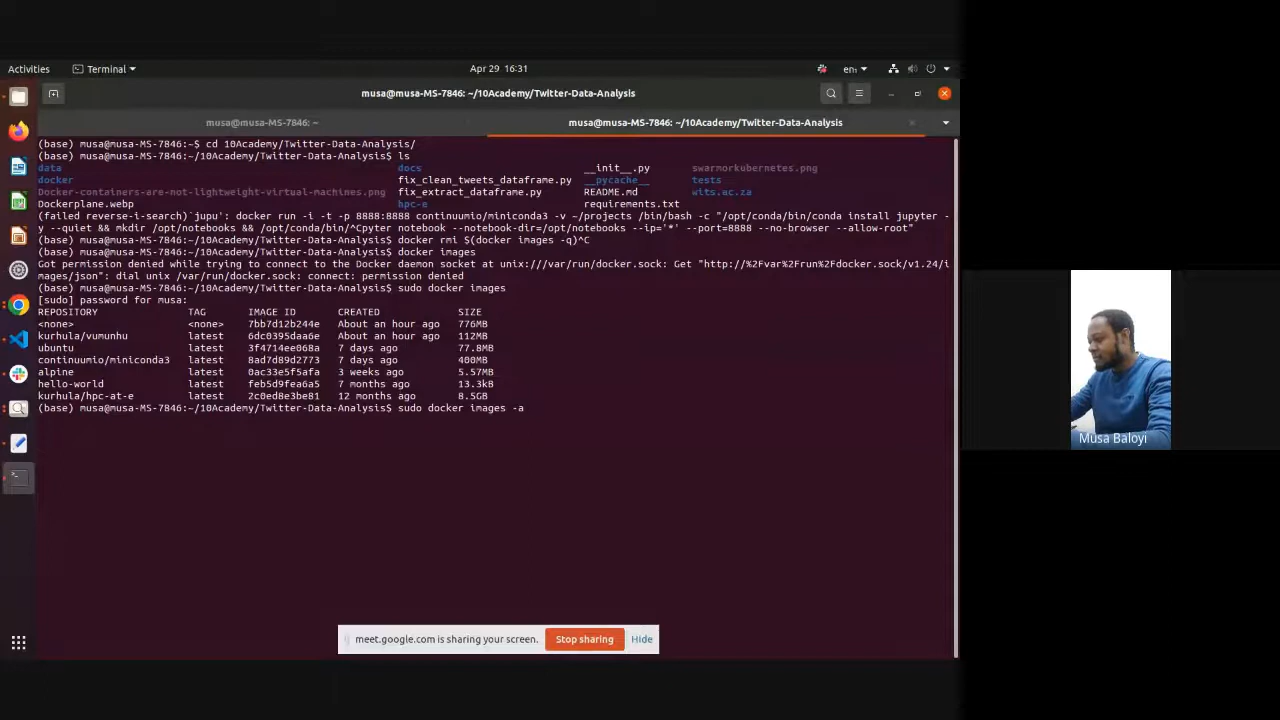 Activities Terminal Apr 29 16:31 en₁
musa@musa-MS-7846: ~/10Academy/Twitter-Data-Analysis
musa@musa-MS-7846: ~ musa@musa-MS-7846: ~/10Academy/Twitter-Data-Analysis
(base) musa@musa-MS-7846:~$ cd 10Academy/Twitter-Data-Analysis/
(base) musa@musa-MS-7846:~/10Academy/Twitter-Data-Analysis$ ls
data docs __init__.py swarmorkubernetes.png
docker fix_clean_tweets_dataframe.py __pycache__ tests
Docker-containers-are-not-lightweight-virtual-machines.png fix_extract_dataframe.py README.md wits.ac.za
Dockerplane.webp hpc-e requirements.txt
(failed reverse-i-search)`jupu': docker run -i -t -p 8888:8888 continuumio/miniconda3 -v ~/projects /bin/bash -c "/opt/conda/bin/conda install jupyter -
y --quiet && mkdir /opt/notebooks && /opt/conda/bin/^Cpyter notebook --notebook-dir=/opt/notebooks --ip='*' --port=8888 --no-browser --allow-root"
(base) musa@musa-MS-7846:~/10Academy/Twitter-Data-Analysis$ docker rmi $(docker images -q)^C
(base) musa@musa-MS-7846:~/10Academy/Twitter-Data-Analysis$ docker images
Got permission denied while trying to connect to the Docker daemon socket at unix:///var/run/docker.sock: Get "http://%2Fvar%2Frun%2Fdocker.sock/v1.24/i
mages/json": dial unix /var/run/docker.sock: connect: permission denied
(base) musa@musa-MS-7846:~/10Academy/Twitter-Data-Analysis$ sudo docker images
[sudo] password for musa:
REPOSITORY TAG IMAGE ID CREATED SIZE
<none> <none> 7bb7d12b244e About an hour ago 776MB
kurhula/vumunhu latest 6dc0395daa6e About an hour ago 112MB
ubuntu latest 3f4714ee068a 7 days ago 77.8MB
continuumio/miniconda3 latest 8ad7d89d2773 7 days ago 400MB
alpine latest 0ac33e5f5afa 3 weeks ago 5.57MB
hello-world latest feb5d9fea6a5 7 months ago 13.3kB
kurhula/hpc-at-e latest 2c0ed8e3be81 12 months ago 8.5GB
(base) musa@musa-MS-7846:~/10Academy/Twitter-Data-Analysis$ sudo docker images -a
meet.google.com is sharing your screen. Stop sharing Hide
Musa Baloyi